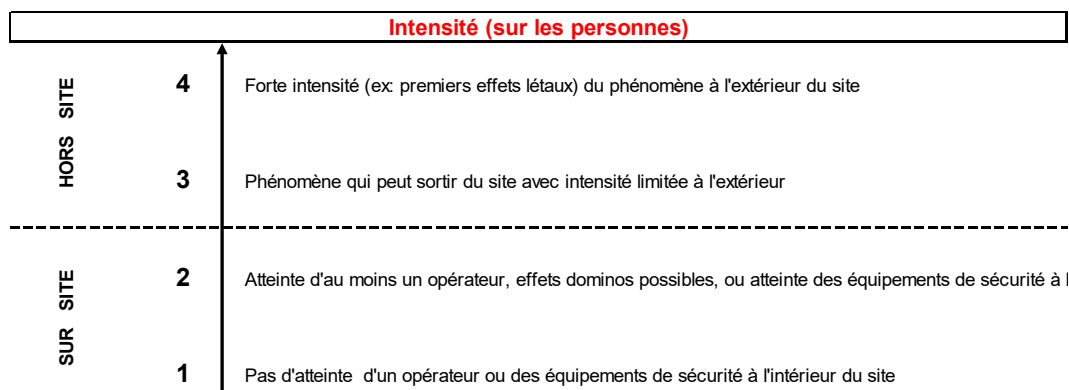 Intensité (sur les personnes)
HORS SITE
4 Forte intensité (ex: premiers effets létaux) du phénomène à l'extérieur du site
3 Phénomène qui peut sortir du site avec intensité limitée à l'extérieur
SUR SITE
2 Atteinte d'au moins un opérateur, effets dominos possibles, ou atteinte des équipements de sécurité à l
1 Pas d'atteinte d'un opérateur ou des équipements de sécurité à l'intérieur du site